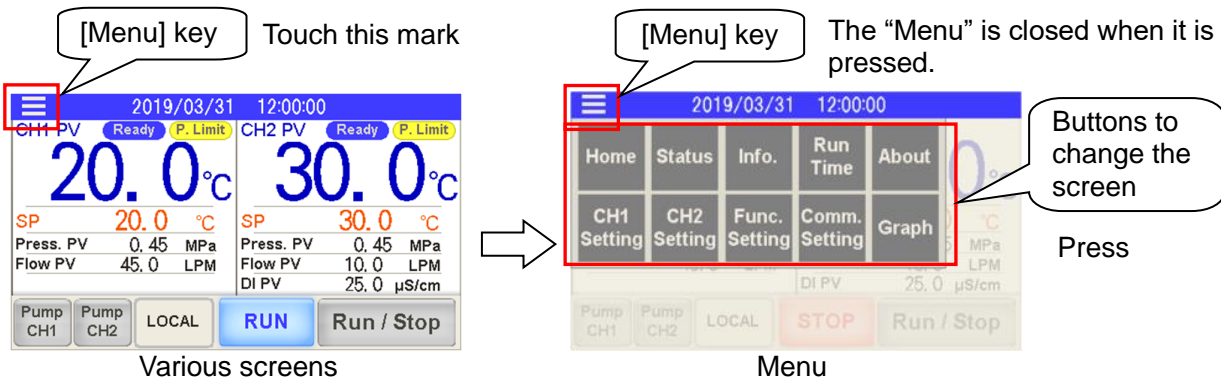 [Menu] key
Touch this mark
2019/03/31 12:00:00
CH1 PV Ready P. Limit
20.0℃
SP 20.0 ℃
Press. PV 0.45 MPa
Flow PV 45.0 LPM
CH2 PV Ready P. Limit
30.0℃
SP 30.0 ℃
Press. PV 0.45 MPa
Flow PV 10.0 LPM
DI PV 25.0 μS/cm
Pump CH1
Pump CH2
LOCAL
RUN
Run / Stop
Various screens
[Menu] key
The “Menu” is closed when it is
pressed.
2019/03/31 12:00:00
Home Status Info. Run Time About
CH1 Setting CH2 Setting Func. Setting Comm. Setting Graph
0℃
℃
MPa
LPM
DI PV 25.0 μS/cm
Pump CH1
Pump CH2
LOCAL
STOP
Run / Stop
Buttons to
change the
screen
Press
Menu